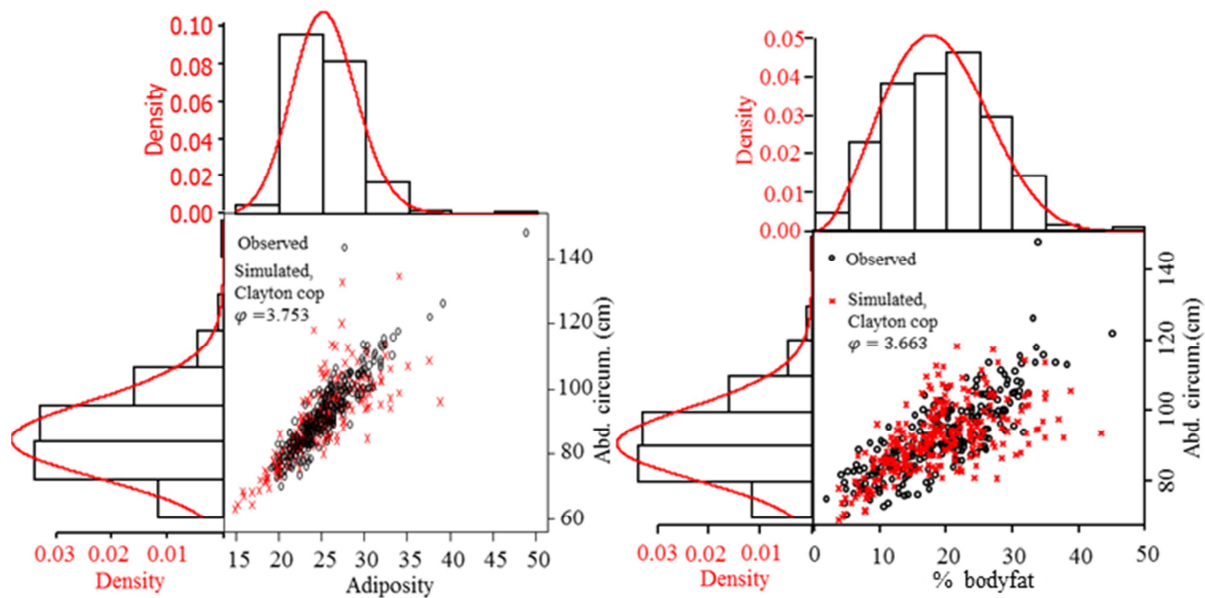 0.10
0.08
0.06
0.04
0.02
0.00
Density
Observed
Simulated,
Clayton cop
φ =3.753
140
120
100
80
60
Abd. circum. (cm)
0.03 0.02 0.01
Density
15 20 25 30 35 40 45 50
Adiposity
0.05
0.04
0.03
0.02
0.01
0.00
Density
Observed
Simulated,
Clayton cop
φ = 3.663
140
120
100
80
Abd. circum.(cm)
0.03 0.02 0.01
Density
0 10 20 30 40 50
% bodyfat